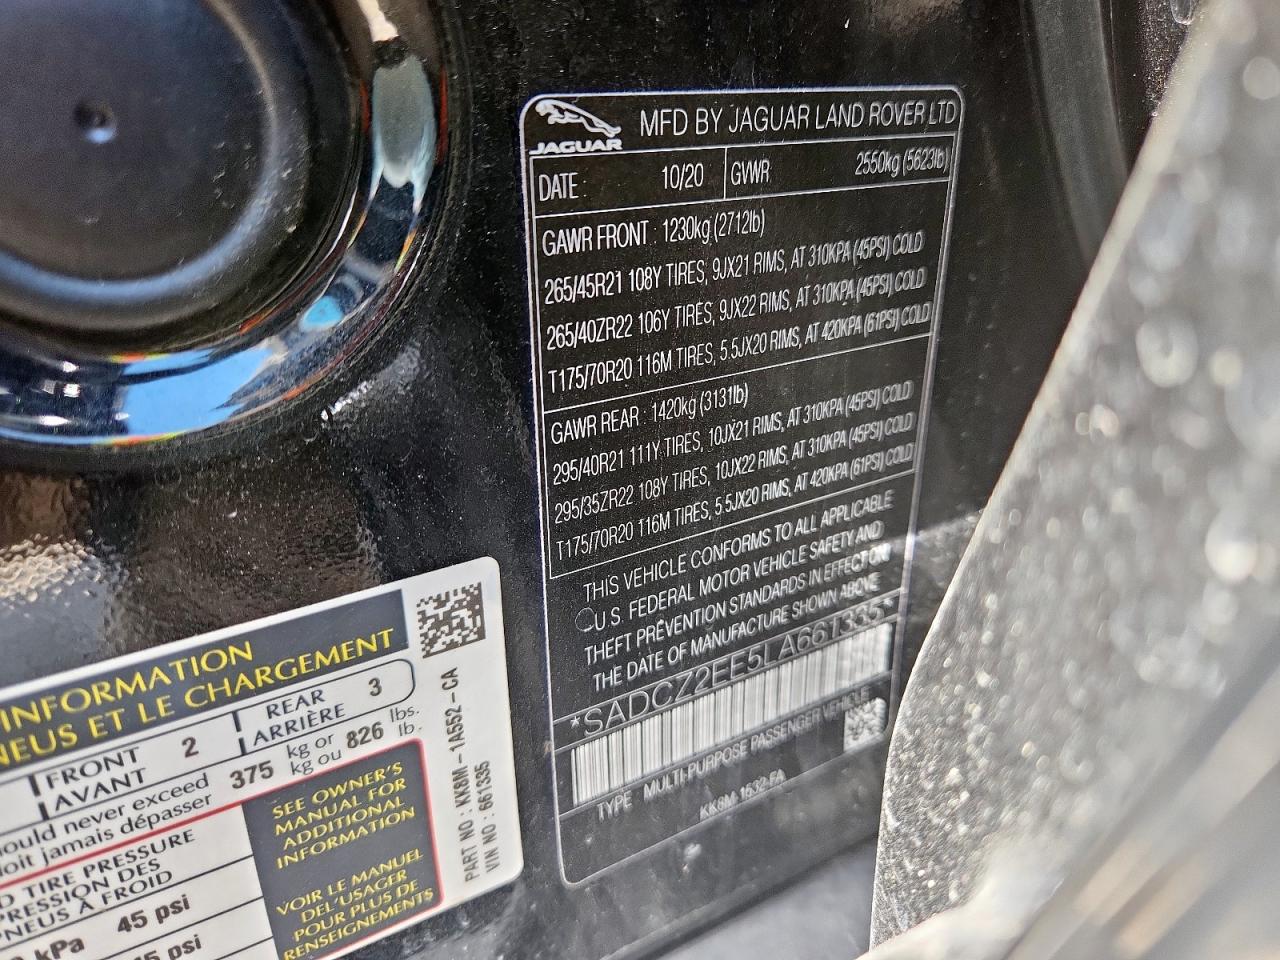 JAGUAR
MFD BY JAGUAR LAND ROVER LTD
DATE : 10/20 GVWR 2550kg (5623lb)
GAWR FRONT : 1230kg (2712lb)
265/45R21 108Y TIRES, 9JX21 RIMS, AT 310KPA (45PSI) COLD
265/40ZR22 106Y TIRES, 9JX22 RIMS, AT 310KPA (45PSI) COLD
T175/70R20 116M TIRES, 5.5JX20 RIMS, AT 420KPA (61PSI) COLD
GAWR REAR : 1420kg (3131lb)
295/40R21 111Y TIRES, 10JX21 RIMS, AT 310KPA (45PSI) COLD
295/35ZR22 108Y TIRES, 10JX22 RIMS, AT 310KPA (45PSI) COLD
T175/70R20 116M TIRES, 5.5JX20 RIMS, AT 420KPA (61PSI) COLD
THIS VEHICLE CONFORMS TO ALL APPLICABLE
U.S. FEDERAL MOTOR VEHICLE SAFETY AND
THEFT PREVENTION STANDARDS IN EFFECT ON
THE DATE OF MANUFACTURE SHOWN ABOVE
*SADCZ2EE5LA661335*
TYPE MULTI-PURPOSE PASSENGER VEHICLE
KK8M-1532-FA
INFORMATION
NEUS ET LE CHARGEMENT
FRONT 2 REAR 3
AVANT ARRIÈRE
ould never exceed 375 kg or 826 lbs.
oit jamais dépasser kg ou lb.
D TIRE PRESSURE
PRESSION DES
PNEUS À FROID
kPa 45 psi
psi
SEE OWNER'S
MANUAL FOR
ADDITIONAL
INFORMATION
VOIR LE MANUEL
DEL'USAGER
POUR PLUS DE
RENSEIGNEMENTS
PART NO : KK8M-1A552-CA
VIN NO : 661335